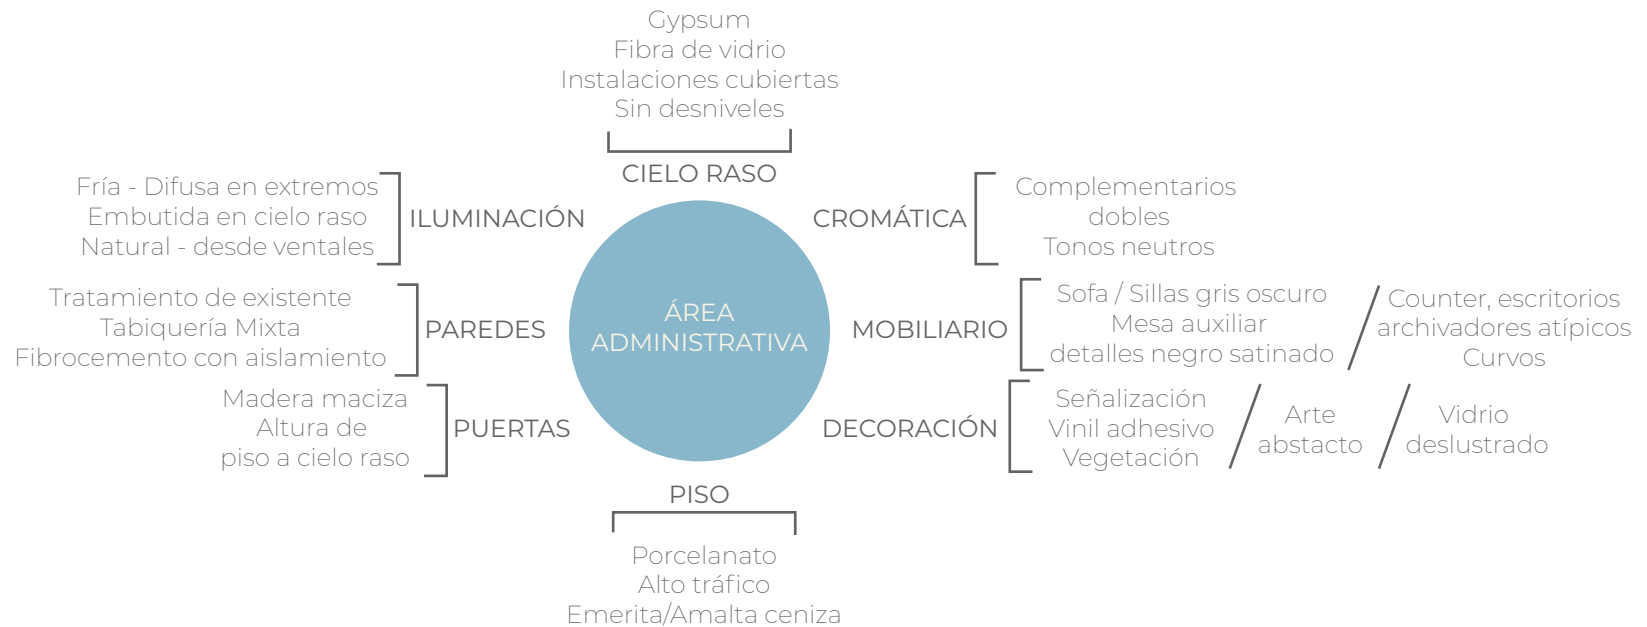 Gypsum
Fibra de vidrio
Instalaciones cubiertas
Sin desniveles
CIELO RASO
Fría - Difusa en extremos
Embutida en cielo raso
Natural - desde ventales
ILUMINACIÓN
CROMÁTICA
Complementarios
dobles
Tonos neutros
Tratamiento de existente
Tabiquería Mixta
Fibrocemento con aislamiento
PAREDES
ÁREA
ADMINISTRATIVA
MOBILIARIO
Sofa / Sillas gris oscuro
Mesa auxiliar
detalles negro satinado
/
Counter, escritorios
archivadores atípicos
Curvos
Madera maciza
Altura de
piso a cielo raso
PUERTAS
DECORACIÓN
Señalización
Vinil adhesivo
Vegetación
/
Arte
abstacto
/
Vidrio
deslustrado
PISO
Porcelanato
Alto tráfico
Emerita/Amalta ceniza